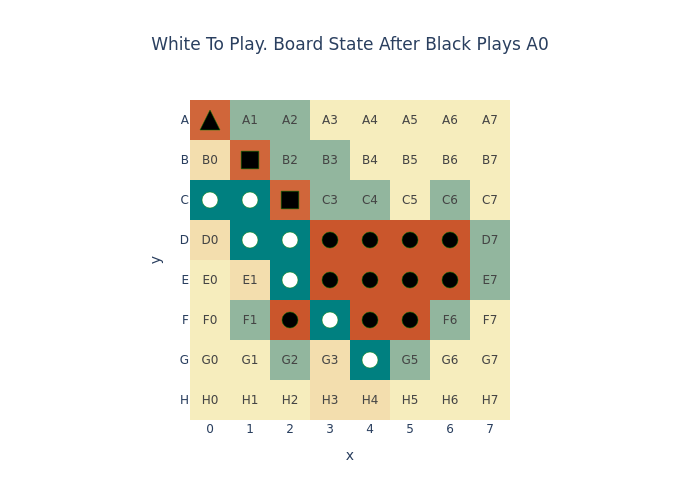 White To Play. Board State After Black Plays A0
A A1 A2 A3 A4 A5 A6 A7
B B0 B2 B3 B4 B5 B6 B7
C C3 C4 C5 C6 C7
D D0 D7
E E0 E1 E7
F F0 F1 F6 F7
G G0 G1 G2 G3 G5 G6 G7
H H0 H1 H2 H3 H4 H5 H6 H7
0 1 2 3 4 5 6 7
x
y